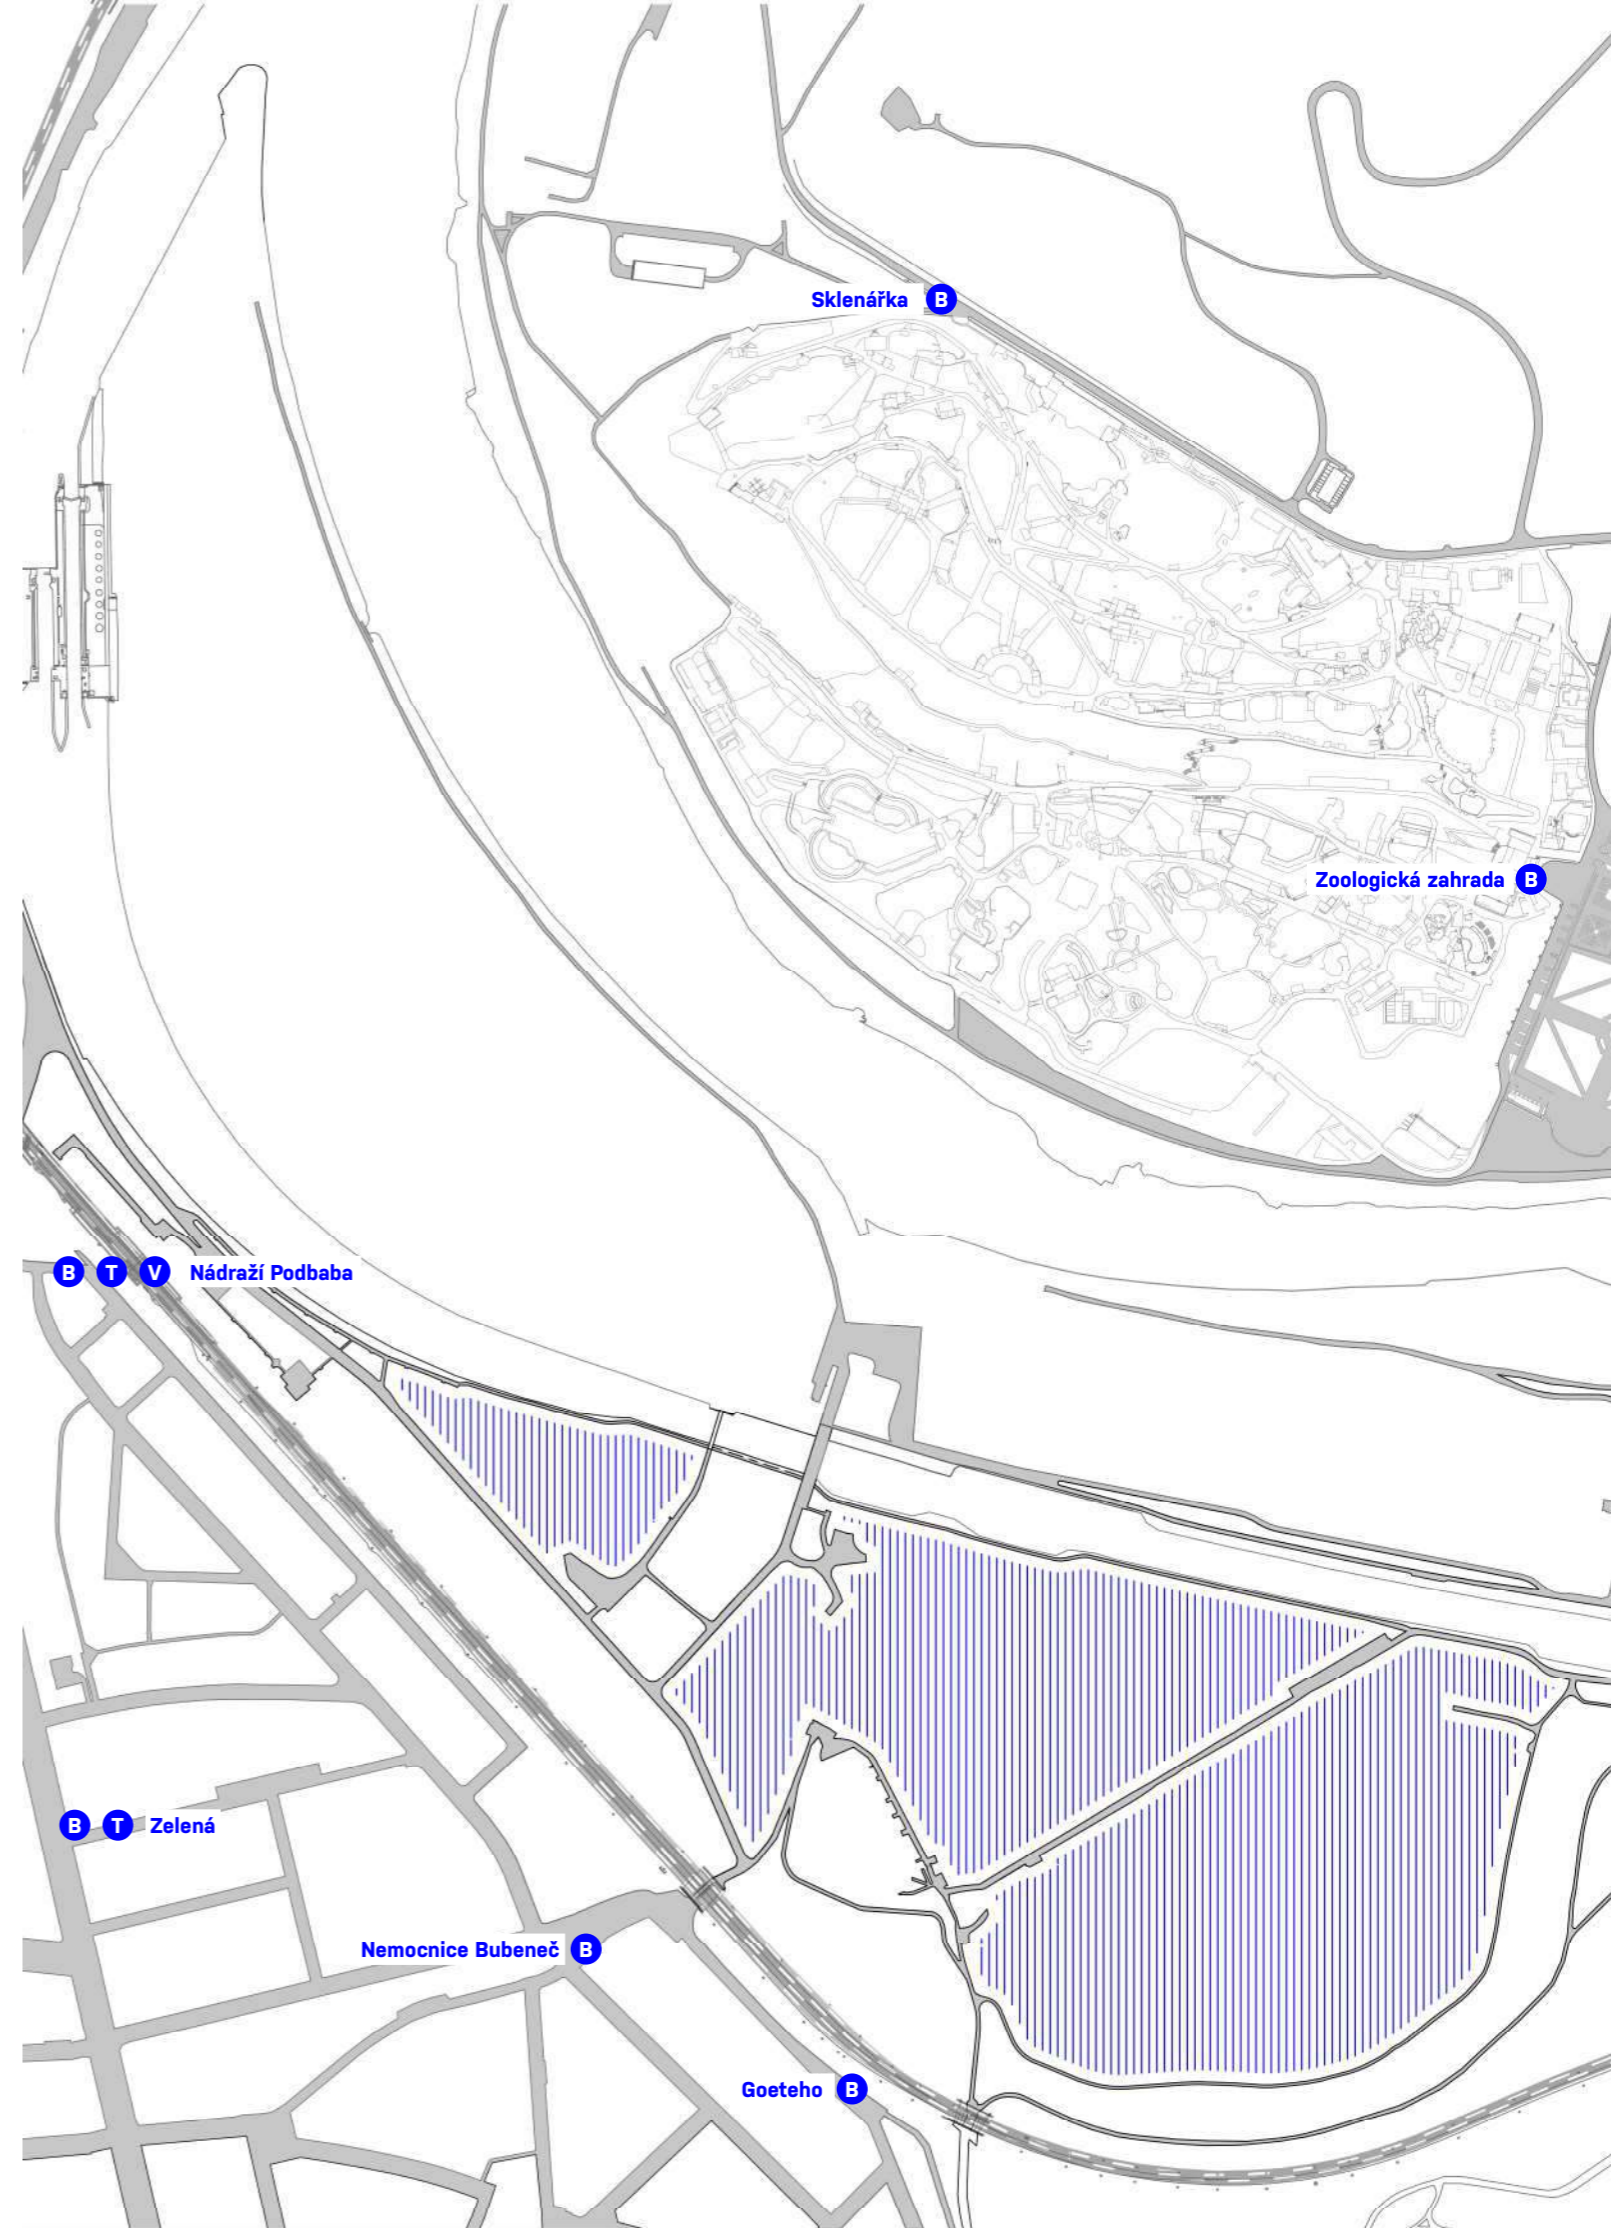 Sklenářka B
Zoologická zahrada B
B T V Nádraží Podbaba
B T Zelená
Nemocnice Bubeneč B
Goeteho B